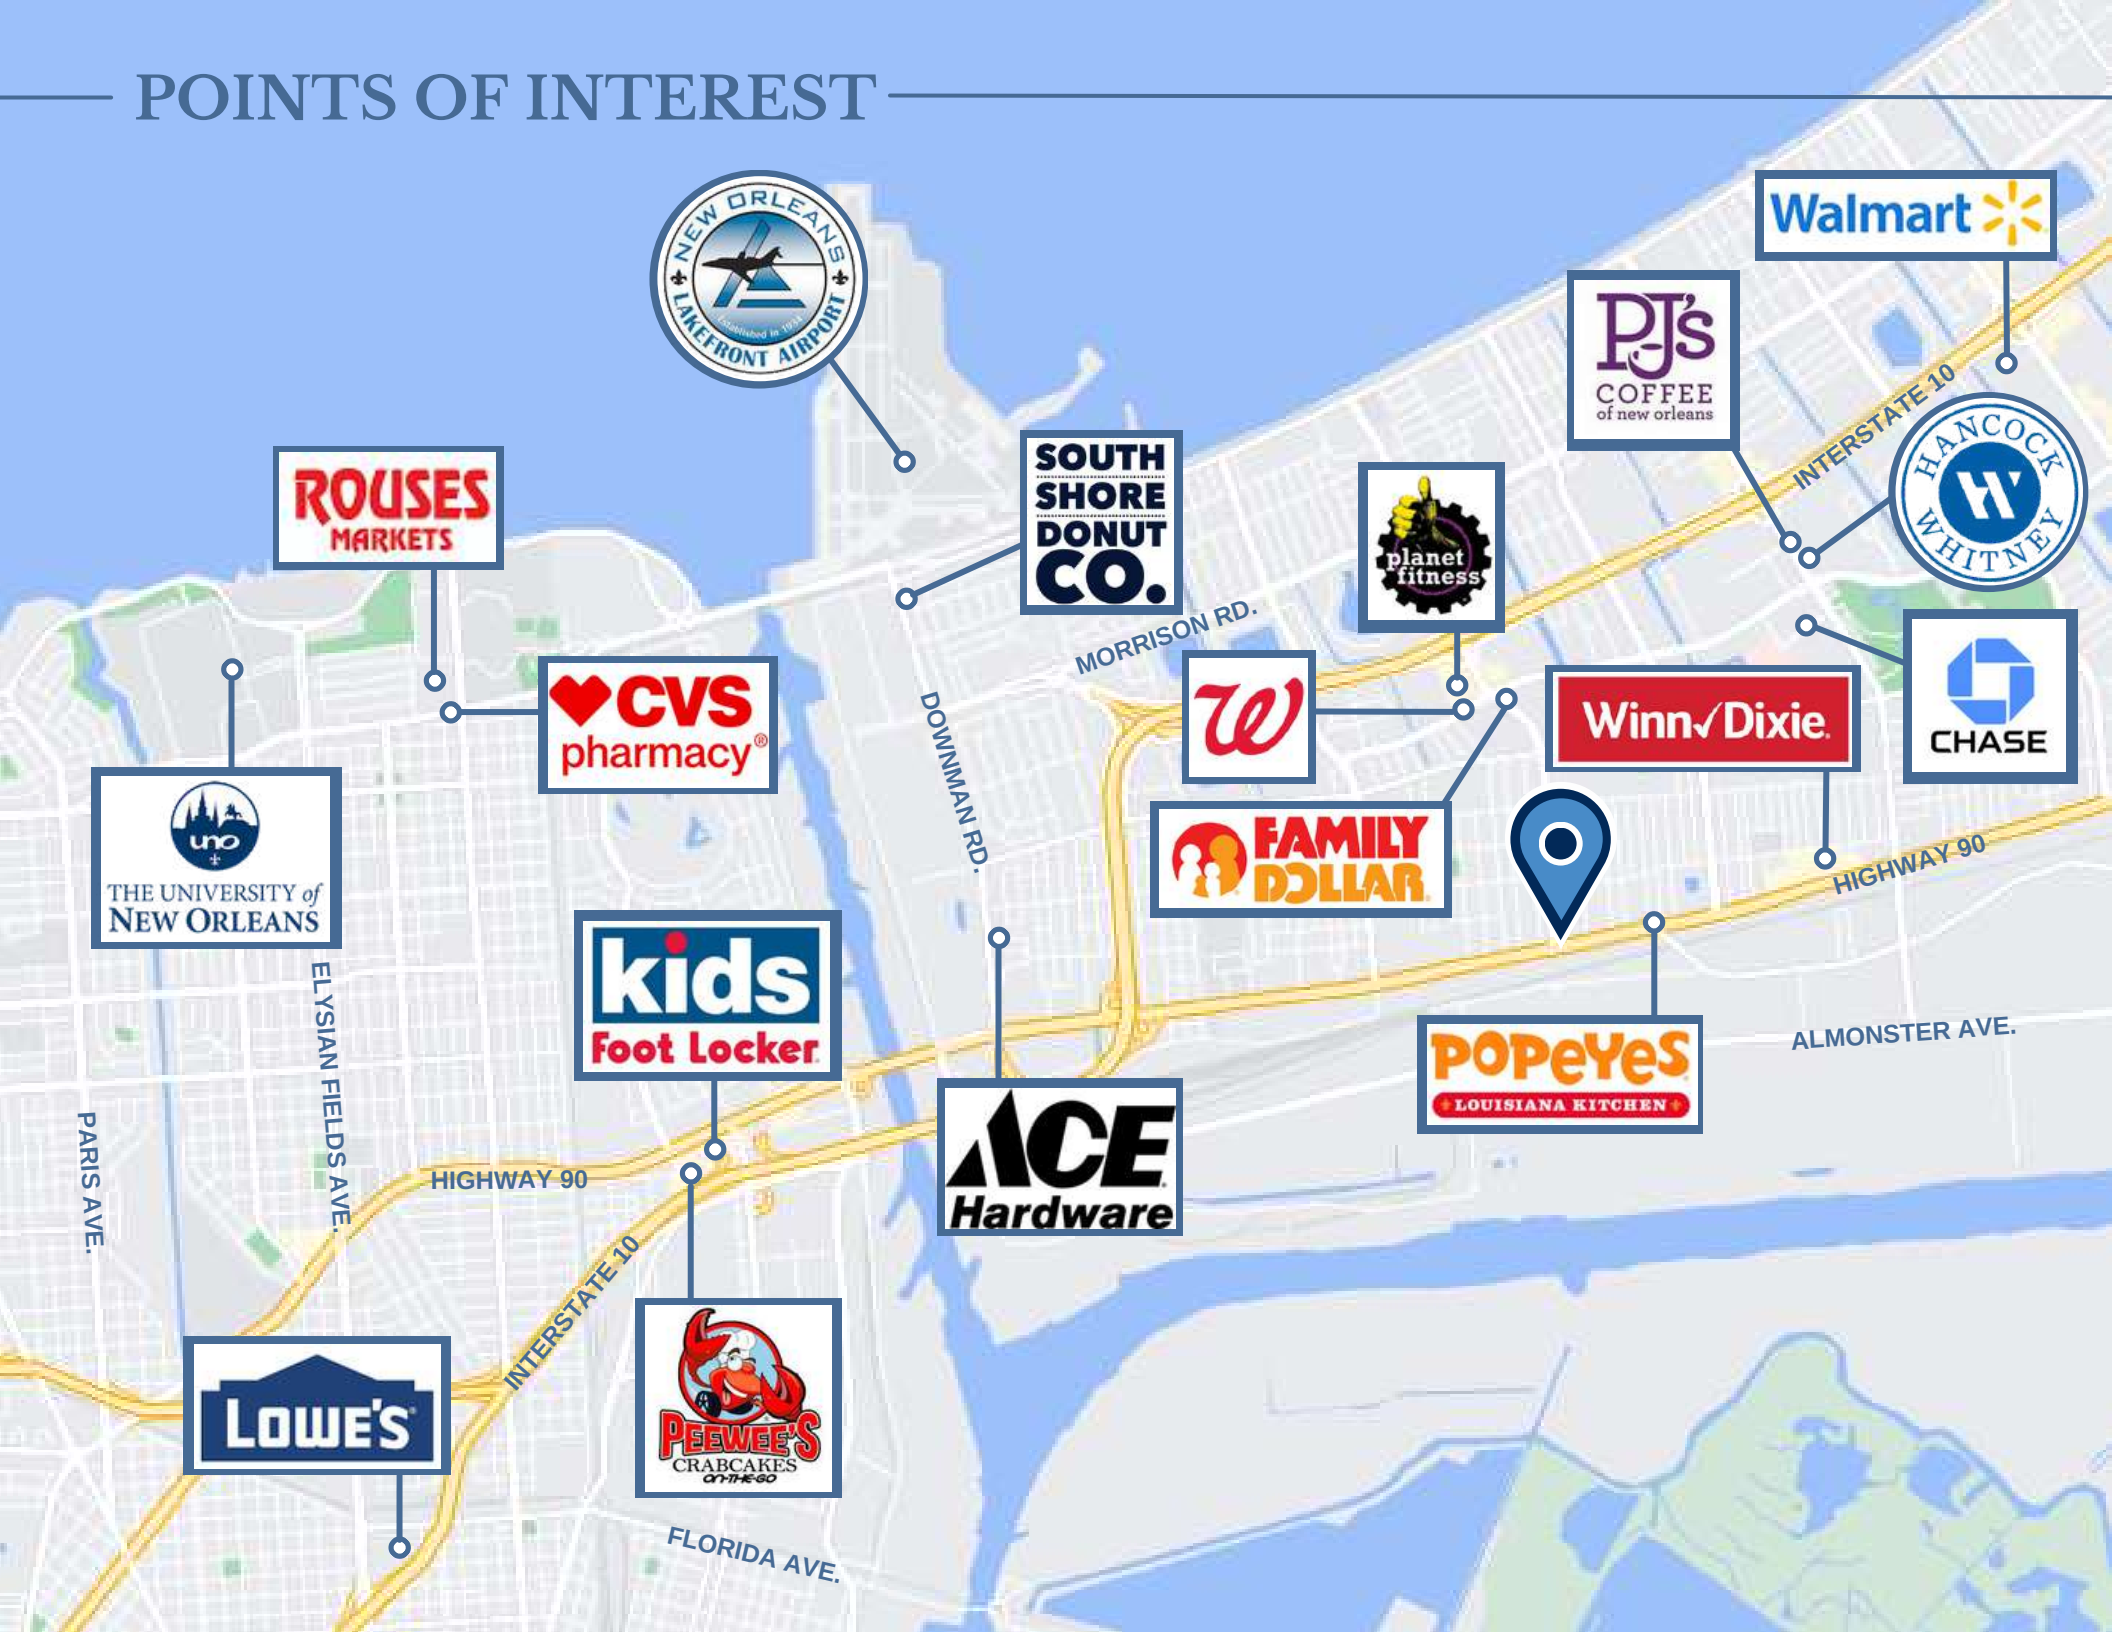 POINTS OF INTEREST
NEW ORLEANS
Established in 1934
LAKEFRONT AIRPORT
Walmart
PJ's
COFFEE
of new orleans
INTERSTATE 10
HANCOCK
WHITNEY
ROUSES
MARKETS
SOUTH
SHORE
DONUT
CO.
planet
fitness
MORRISON RD.
CHASE
CVS
pharmacy®
W
Winn Dixie
DOWNMAN RD.
uno
THE UNIVERSITY of
NEW ORLEANS
FAMILY
DOLLAR
HIGHWAY 90
kids
Foot Locker
ELYSIAN FIELDS AVE.
POPEYES
LOUISIANA KITCHEN
ALMONSTER AVE.
PARIS AVE.
ACE
Hardware
HIGHWAY 90
INTERSTATE 10
LOWE'S
PEEWEE'S
CRABCAKES
ON-THE-GO
FLORIDA AVE.